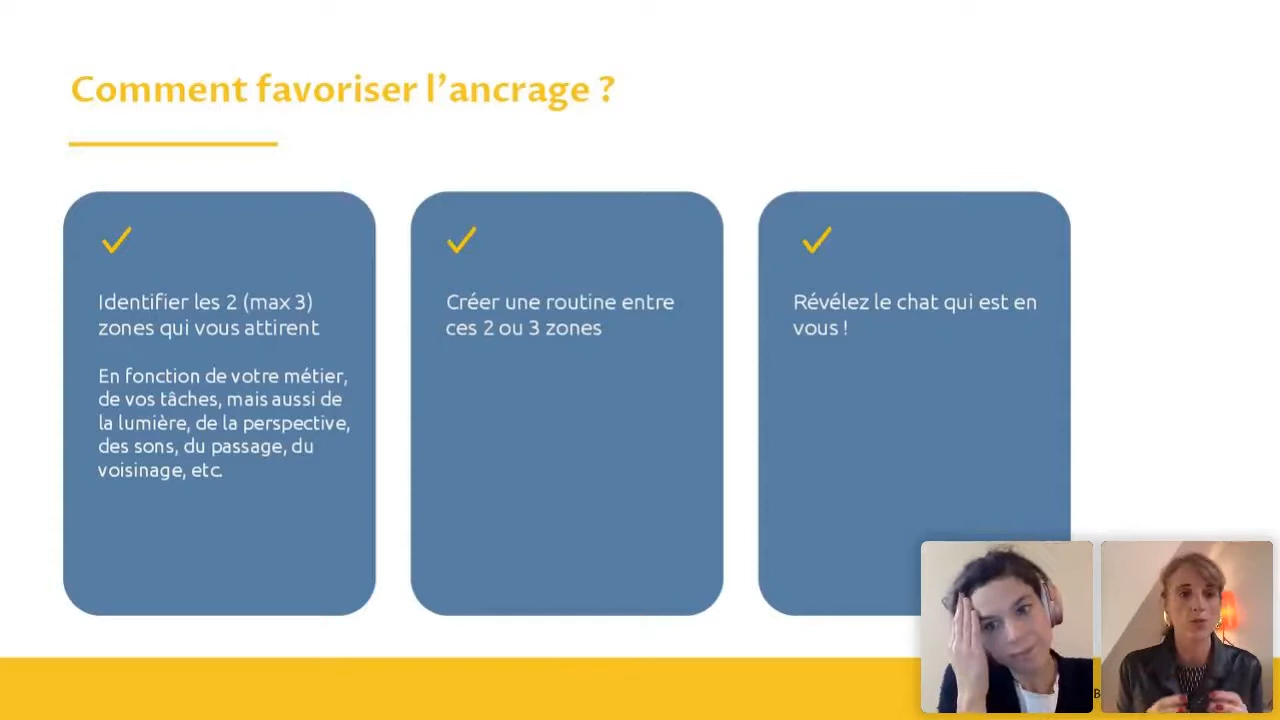 Comment favoriser l’ancrage ?
Identifier les 2 (max 3)
zones qui vous attirent
En fonction de votre métier,
de vos tâches, mais aussi de
la lumière, de la perspective,
des sons, du passage, du
voisinage, etc.
Créer une routine entre
ces 2 ou 3 zones
Révélez le chat qui est en
vous !